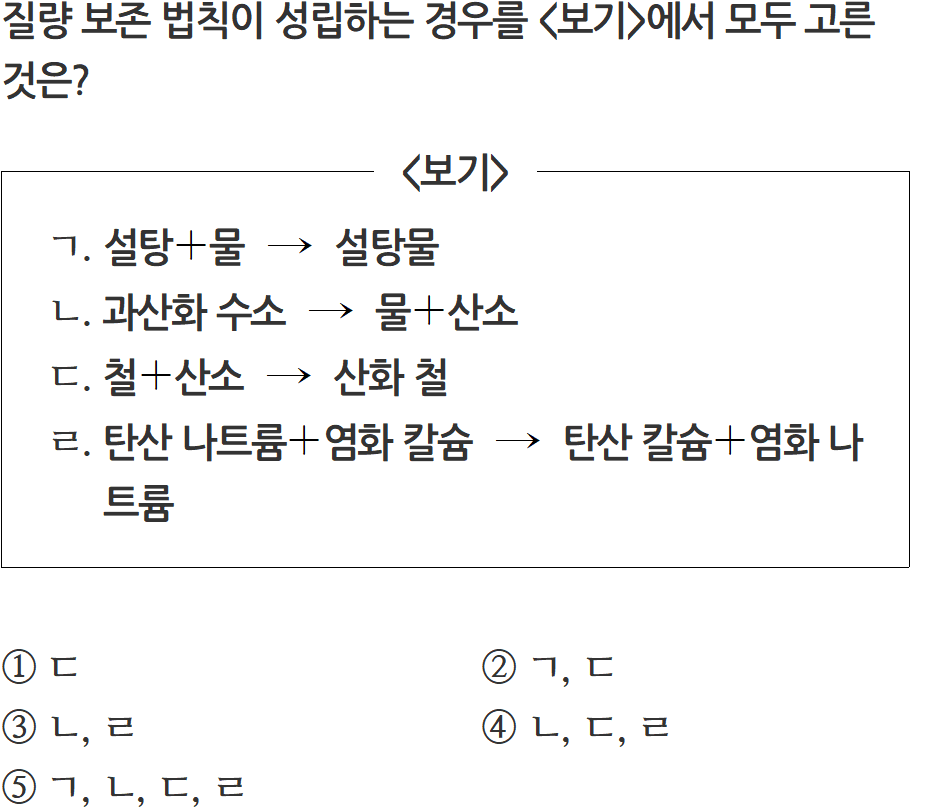 질량 보존 법칙이 성립하는 경우를 <보기>에서 모두 고른
것은?
<보기>
ㄱ. 설탕+물 → 설탕물
ㄴ. 과산화 수소 → 물+산소
ㄷ. 철+산소 → 산화 철
ㄹ. 탄산 나트륨+염화 칼슘 → 탄산 칼슘+염화 나
트륨
① ㄷ ② ㄱ, ㄷ
③ ㄴ, ㄹ ④ ㄴ, ㄷ, ㄹ
⑤ ㄱ, ㄴ, ㄷ, ㄹ